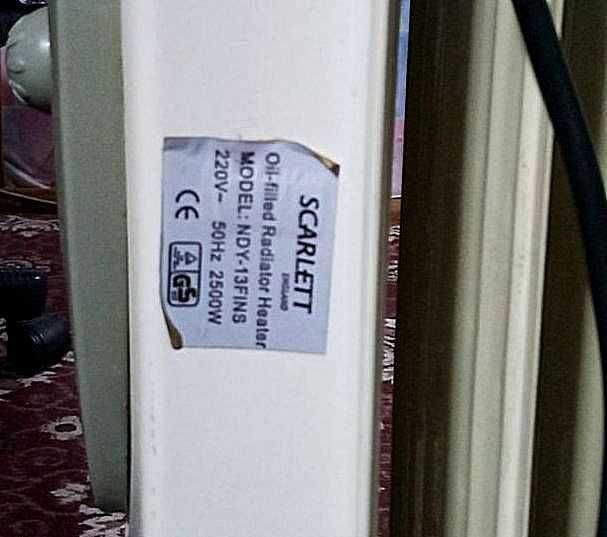 SCARLETT
ENGLAND
Oil-filled Radiator Heater
MODEL: NDY-13FINS
220V~ 50Hz 2500W
CE GS